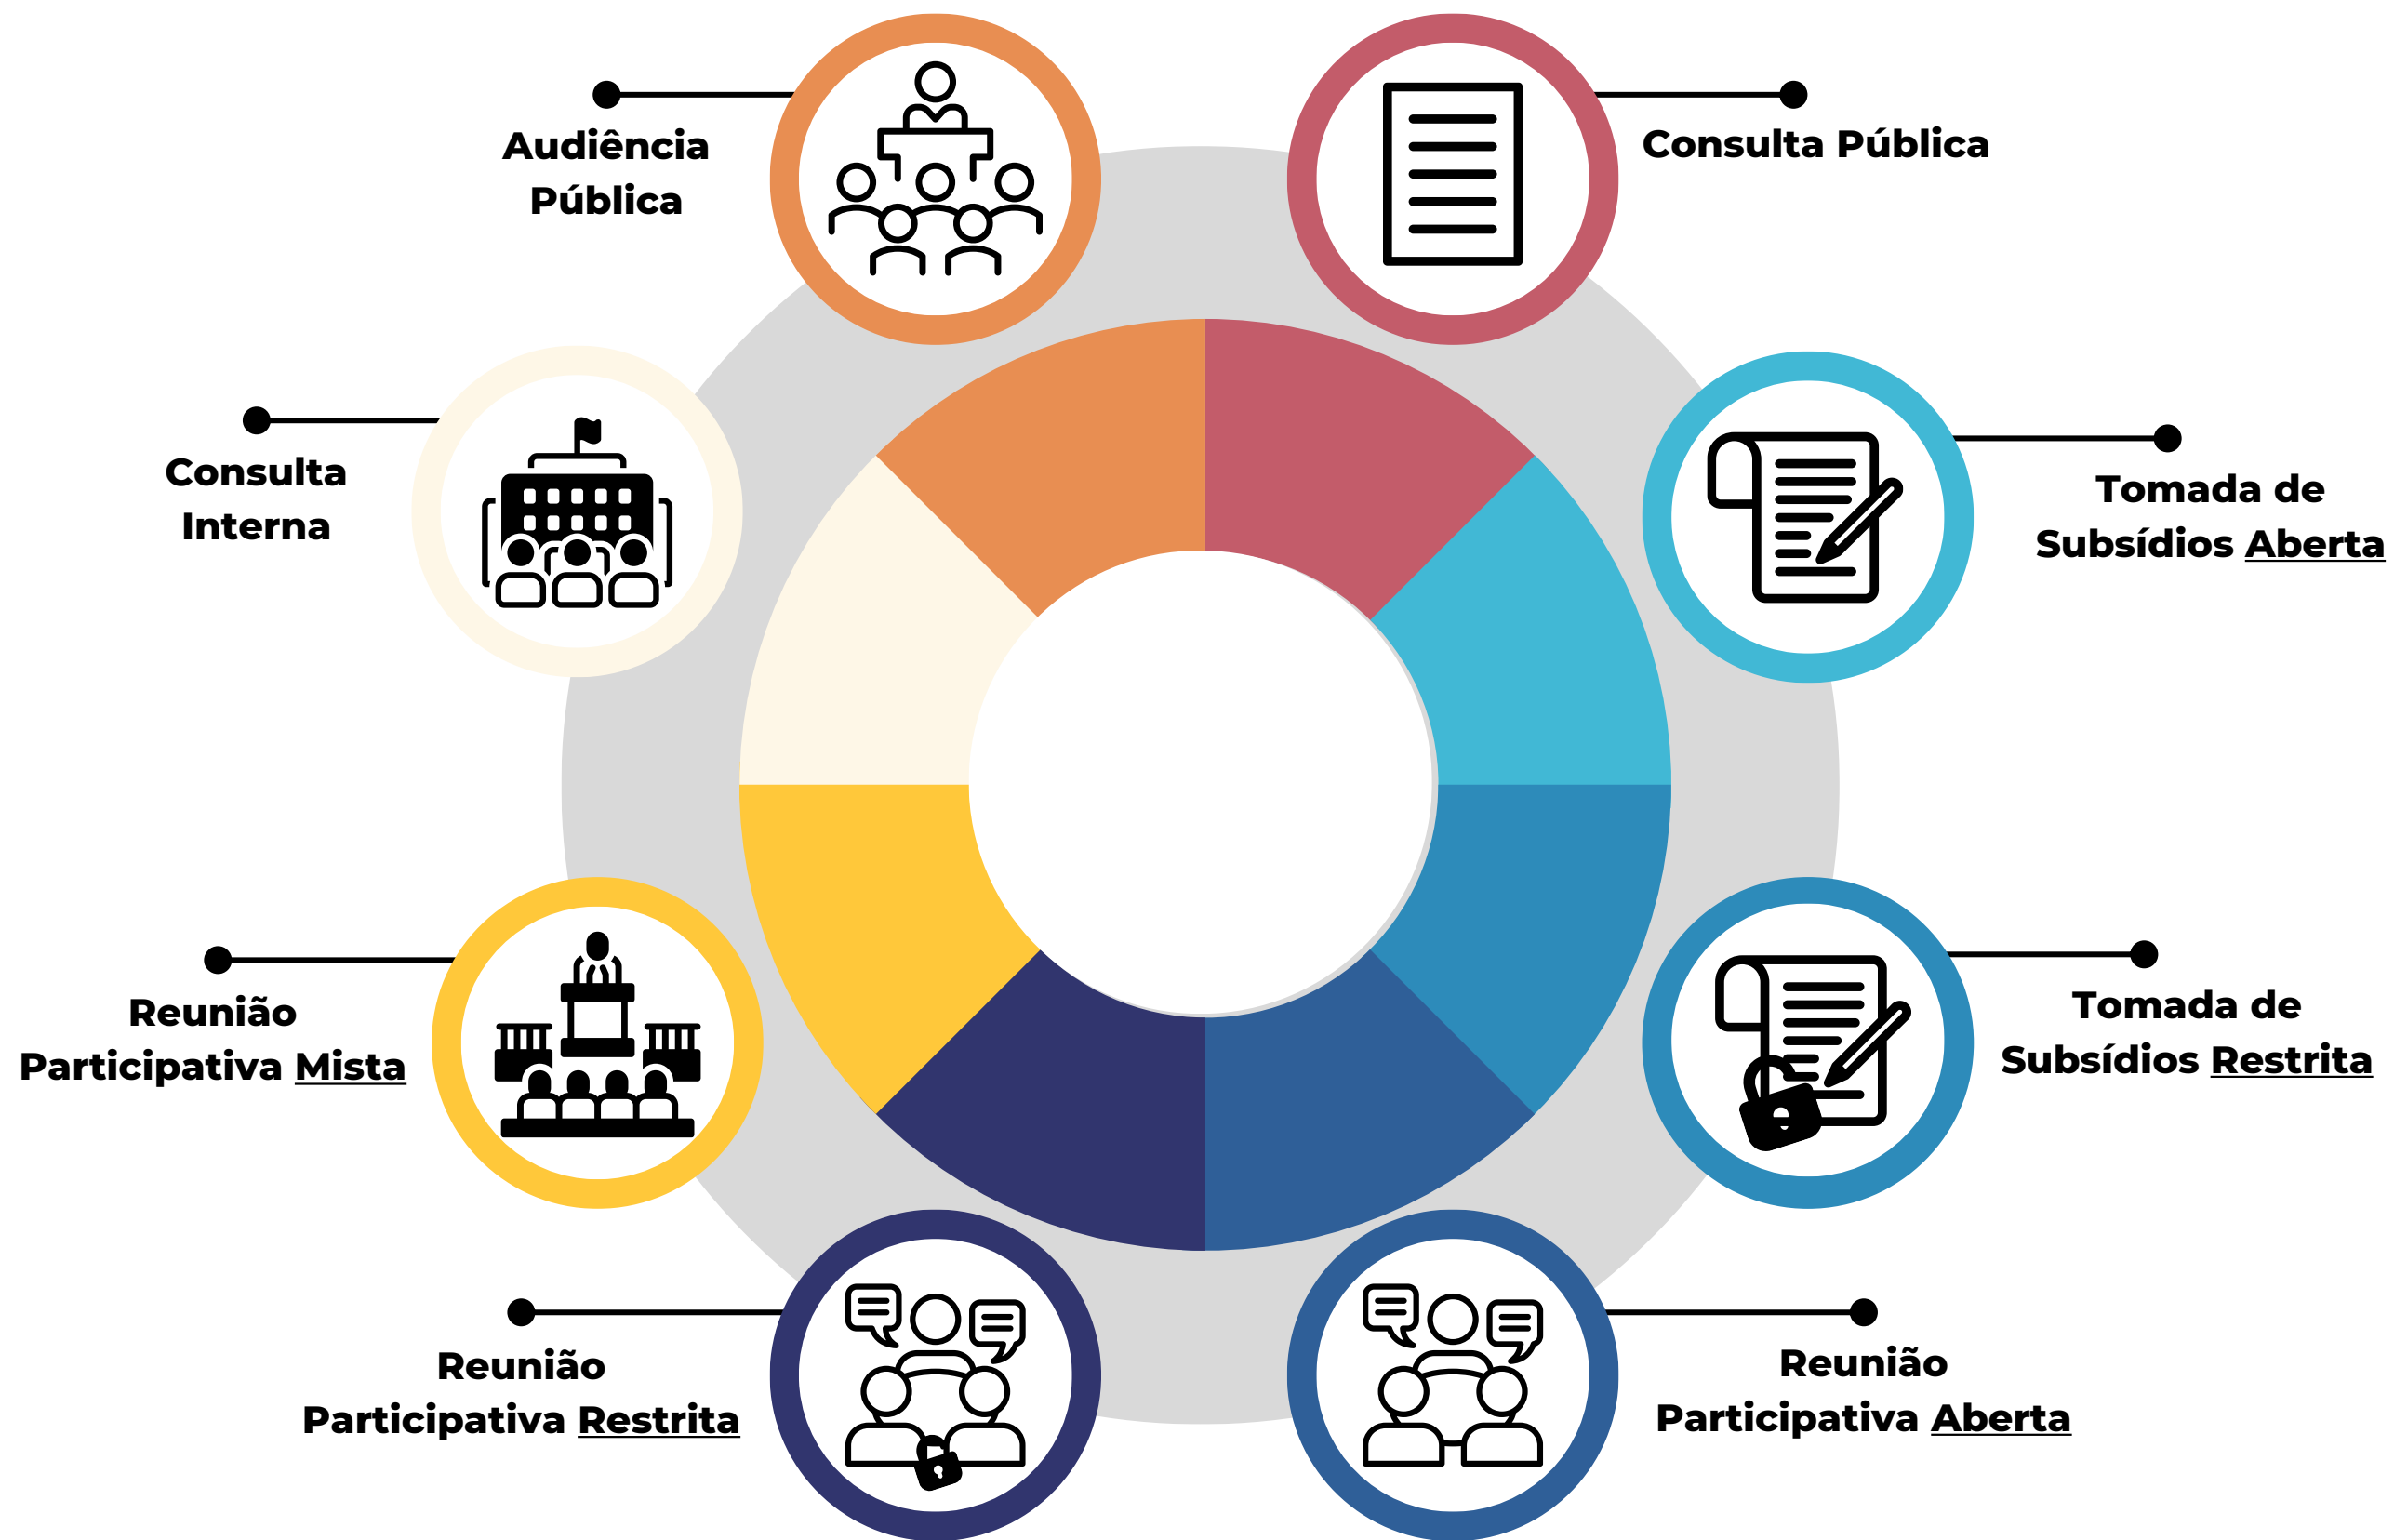 Audiência
Pública
Consulta Pública
Consulta
Interna
Tomada de
Subsídios Aberta
Reunião
Participativa Mista
Tomada de
Subsídios Restrita
Reunião
Participativa Restrita
Reunião
Participativa Aberta